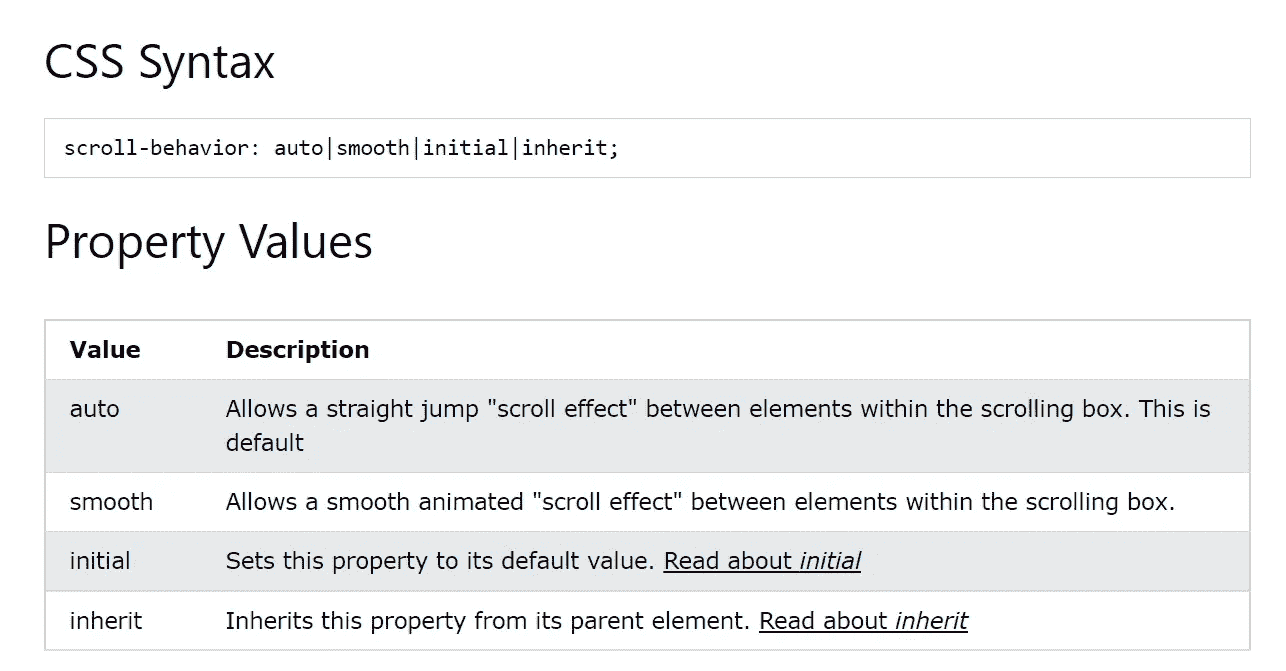 CSS Syntax
scroll-behavior: auto|smooth|initial|inherit;
Property Values
Value Description
auto Allows a straight jump "scroll effect" between elements within the scrolling box. This is
default
smooth Allows a smooth animated "scroll effect" between elements within the scrolling box.
initial Sets this property to its default value. Read about initial
inherit Inherits this property from its parent element. Read about inherit